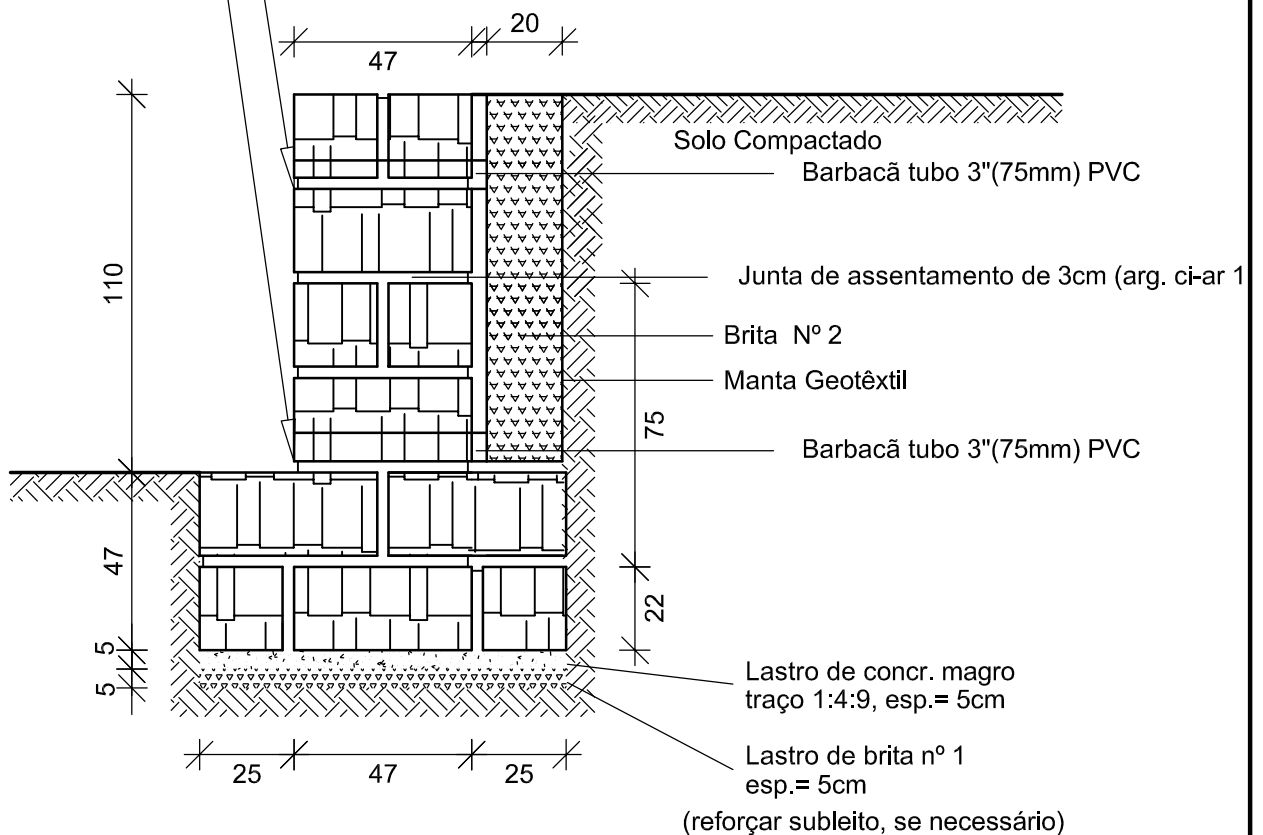 20
47
Solo Compactado
Barbacã tubo 3"(75mm) PVC
110
Junta de assentamento de 3cm (arg. ci-ar 1
Brita Nº 2
Manta Geotêxtil
75
Barbacã tubo 3"(75mm) PVC
47
22
5
5
Lastro de concr. magro
traço 1:4:9, esp.= 5cm
25
47
25
Lastro de brita nº 1
esp.= 5cm
(reforçar subleito, se necessário)